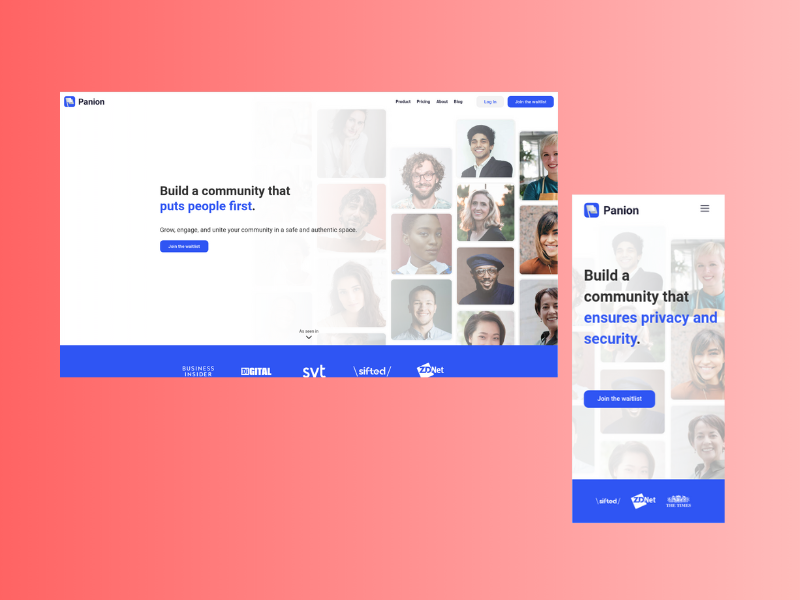 Panion
Product Pricing About Blog Log in Join the waitlist
Build a community that
puts people first.
Grow, engage, and unite your community in a safe and authentic space.
Join the waitlist
As seen in
BUSINESS
INSIDER
DIGITAL
svt
\sifted/
ZDNet
Panion
Build a
community that
ensures privacy and
security.
Join the waitlist
\sifted/
ZDNet
THE TIMES